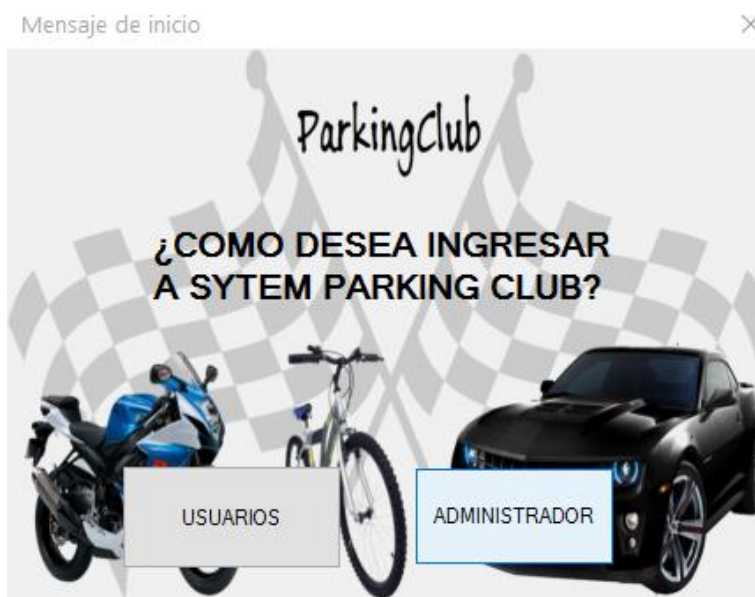 Mensaje de inicio
ParkingClub
¿COMO DESEA INGRESAR
A SYTEM PARKING CLUB?
USUARIOS
ADMINISTRADOR